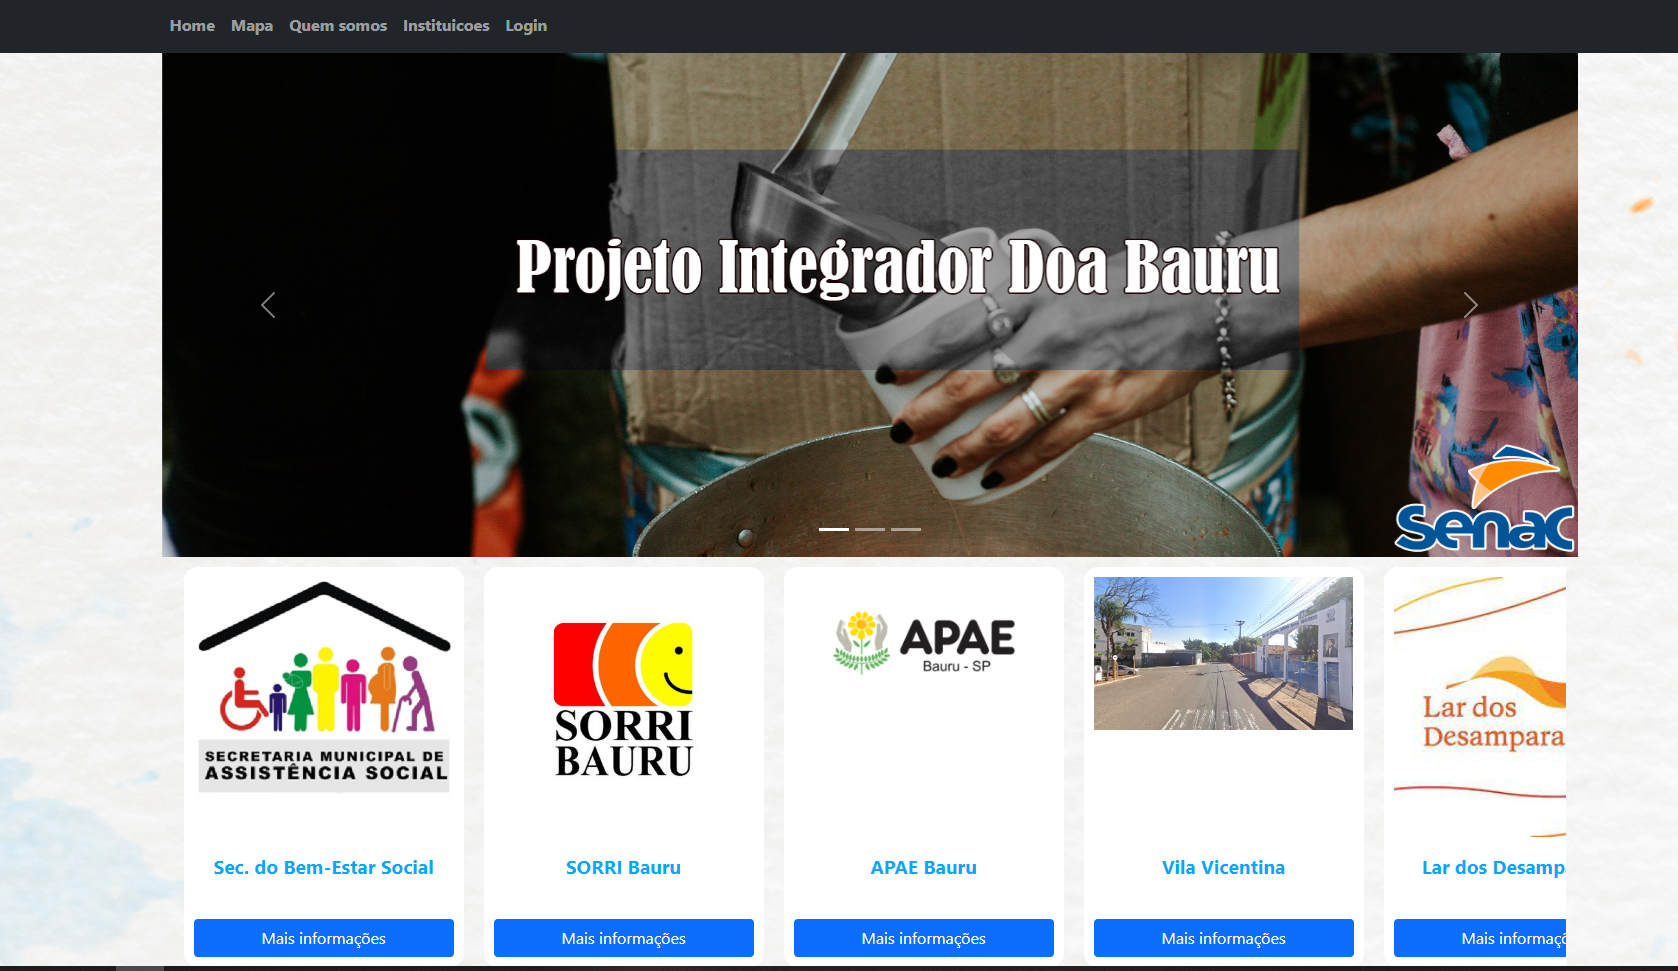 Home Mapa Quem somos Instituicoes Login
Projeto Integrador Doa Bauru
Senac
SECRETARIA MUNICIPAL DE
ASSISTÊNCIA SOCIAL
SORRI
BAURU
APAE
Bauru - SP
Lar dos
Desampara
Sec. do Bem-Estar Social
SORRI Bauru
APAE Bauru
Vila Vicentina
Lar dos Desamp
Mais informações
Mais informações
Mais informações
Mais informações
Mais informaçõ